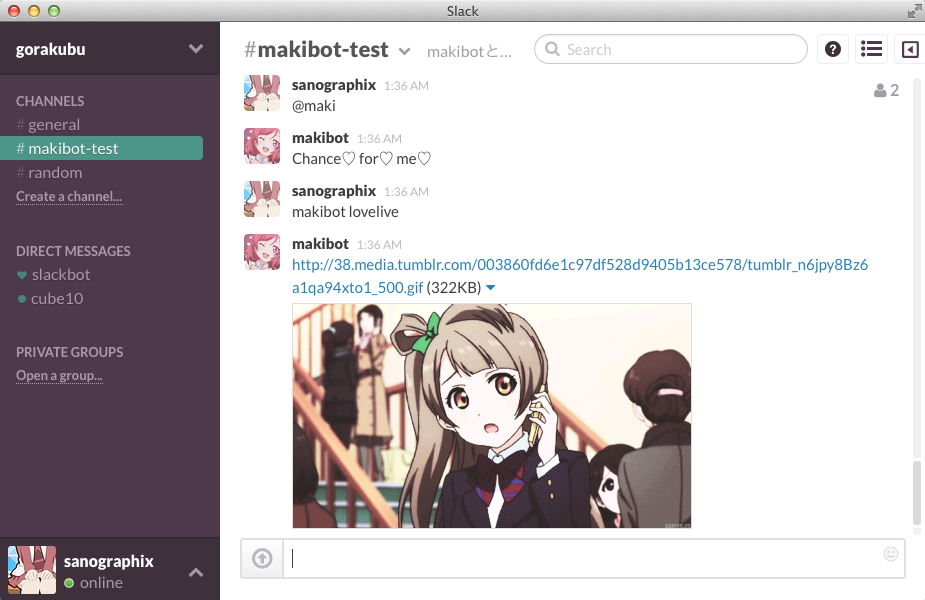 Slack
gorakubu
CHANNELS
# general
# makibot-test
# random
Create a channel...
DIRECT MESSAGES
slackbot
cube10
PRIVATE GROUPS
Open a group...
sanographix
online
#makibot-test
makibotと...
Search
2
sanographix 1:36 AM
@maki
makibot 1:36 AM
Chance♡ for♡ me♡
sanographix 1:36 AM
makibot lovelive
makibot 1:36 AM
http://38.media.tumblr.com/003860fd6e1c97df528d9405b13ce578/tumblr_n6jpy8Bz6
a1qa94xto1_500.gif (322KB)